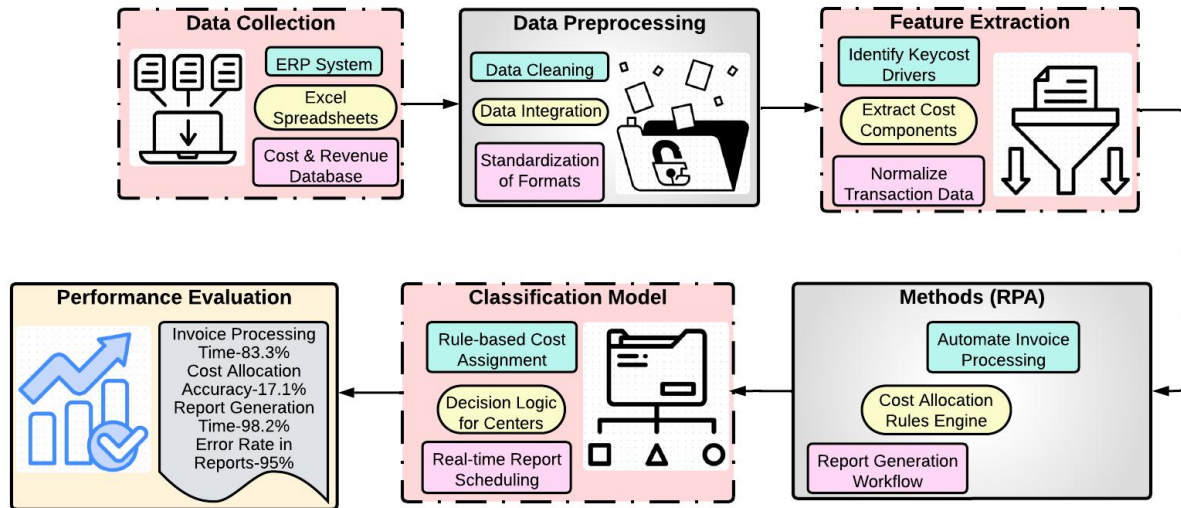 Data Collection
ERP System
Excel
Spreadsheets
Cost & Revenue
Database
Data Preprocessing
Data Cleaning
Data Integration
Standardization
of Formats
Feature Extraction
Identify Keycost
Drivers
Extract Cost
Components
Normalize
Transaction Data
Methods (RPA)
Automate Invoice
Processing
Cost Allocation
Rules Engine
Report Generation
Workflow
Classification Model
Rule-based Cost
Assignment
Decision Logic
for Centers
Real-time Report
Scheduling
Performance Evaluation
Invoice Processing
Time-83.3%
Cost Allocation
Accuracy-17.1%
Report Generation
Time-98.2%
Error Rate in
Reports-95%